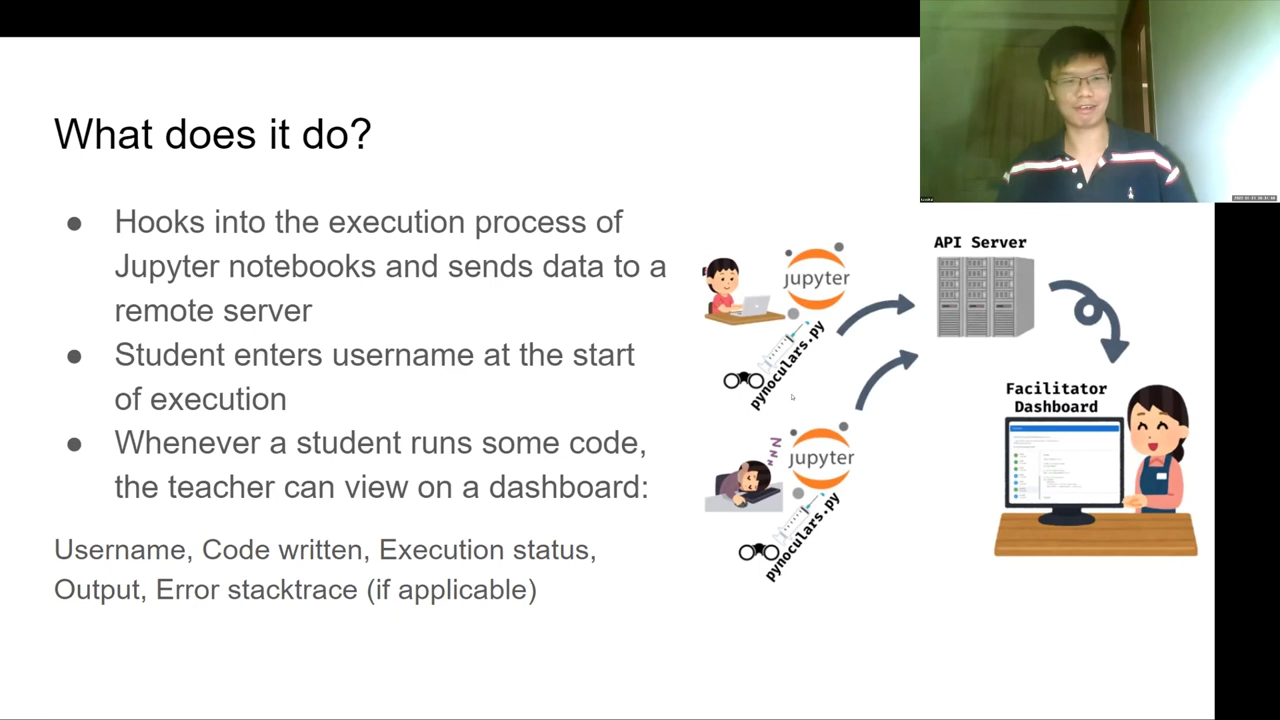 What does it do?
● Hooks into the execution process of
Jupyter notebooks and sends data to a
remote server
● Student enters username at the start
of execution
● Whenever a student runs some code,
the teacher can view on a dashboard:
Username, Code written, Execution status,
Output, Error stacktrace (if applicable)
API Server
jupyter
pynoculars.py
Facilitator
Dashboard
zzzz
jupyter
pynoculars.py